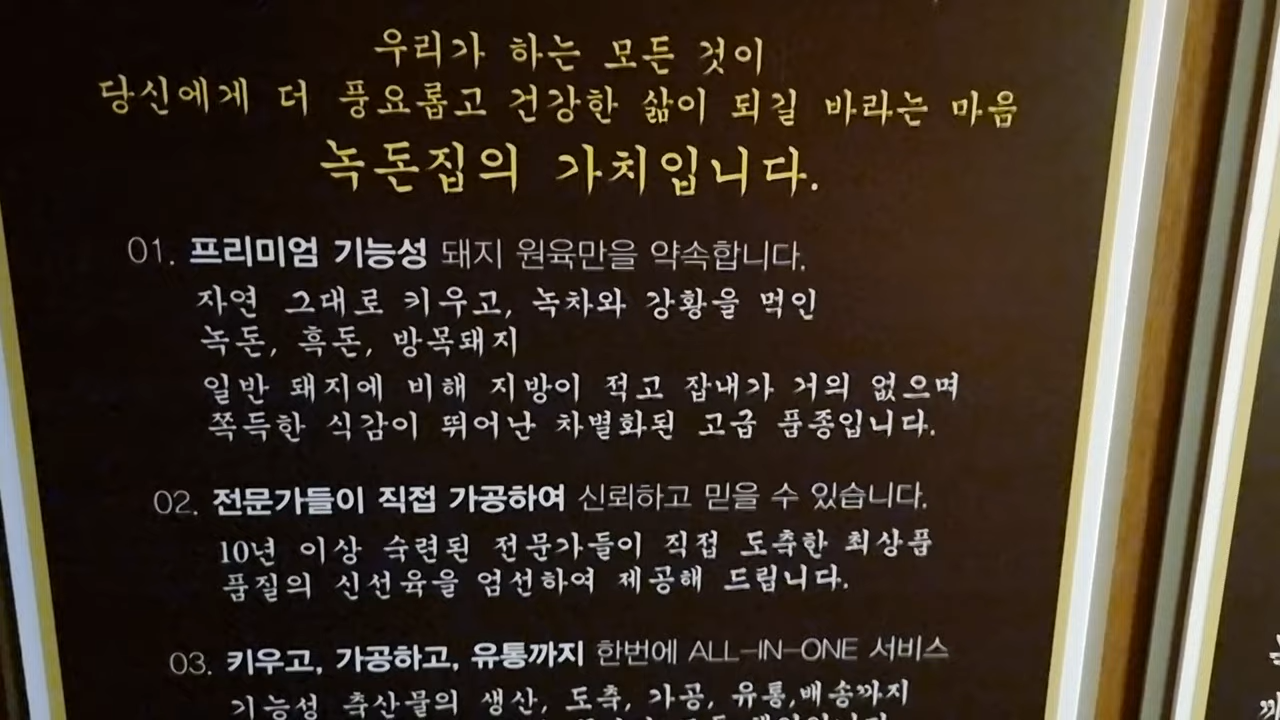 우리가 하는 모든 것이
당신에게 더 풍요롭고 건강한 삶이 되길 바라는 마음
녹돈집의 가치입니다.
01. 프리미엄 기능성 돼지 원육만을 약속합니다.
자연 그대로 키우고, 녹차와 강황을 먹인
녹돈, 흑돈, 방목돼지
일반 돼지에 비해 지방이 적고 잡내가 거의 없으며
쪽득한 식감이 뛰어난 차별화된 고급 품종입니다.
02. 전문가들이 직접 가공하여 신뢰하고 믿을 수 있습니다.
10년 이상 숙련된 전문가들이 직접 도축한 최상품
품질의 신선육을 엄선하여 제공해 드립니다.
03. 키우고, 가공하고, 유통까지 한번에 ALL-IN-ONE 서비스
기능성 축산물의 생산, 도축, 가공, 유통,배송까지